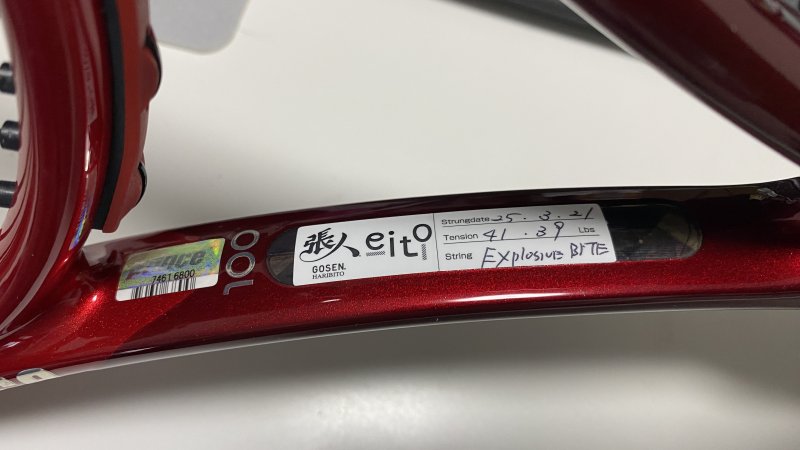 100
7461 6800
張人 eito
GOSEN.
HARIBITO
Strungdate 25.3.21
Tension 41.39 Lbs
String Explosive BITE